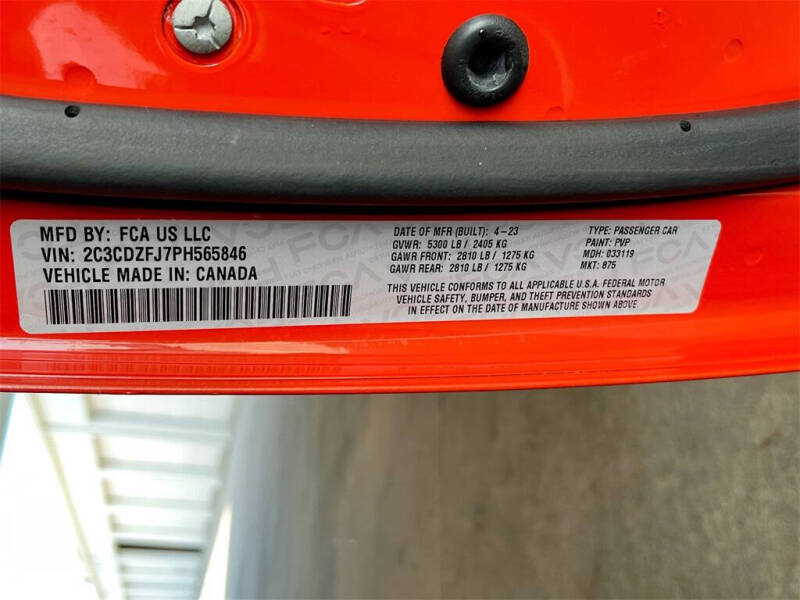 MFD BY: FCA US LLC
VIN: 2C3CDZFJ7PH565846
VEHICLE MADE IN: CANADA
DATE OF MFR (BUILT): 4-23
GVWR: 5300 LB / 2405 KG
GAWR FRONT: 2810 LB / 1275 KG
GAWR REAR: 2810 LB / 1275 KG
TYPE: PASSENGER CAR
PAINT: PVP
MDH: 033119
MKT: 875
THIS VEHICLE CONFORMS TO ALL APPLICABLE U.S.A. FEDERAL MOTOR
VEHICLE SAFETY, BUMPER, AND THEFT PREVENTION STANDARDS
IN EFFECT ON THE DATE OF MANUFACTURE SHOWN ABOVE.